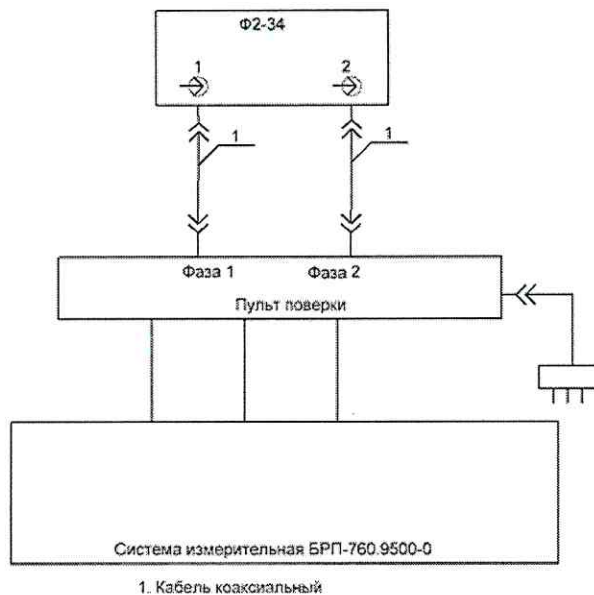 Ф2-34
1 2
1 1
Фаза 1 Фаза 2
Пульт поверки
Система измерительная БРП-760.9500-0
1. Кабель коаксиальный